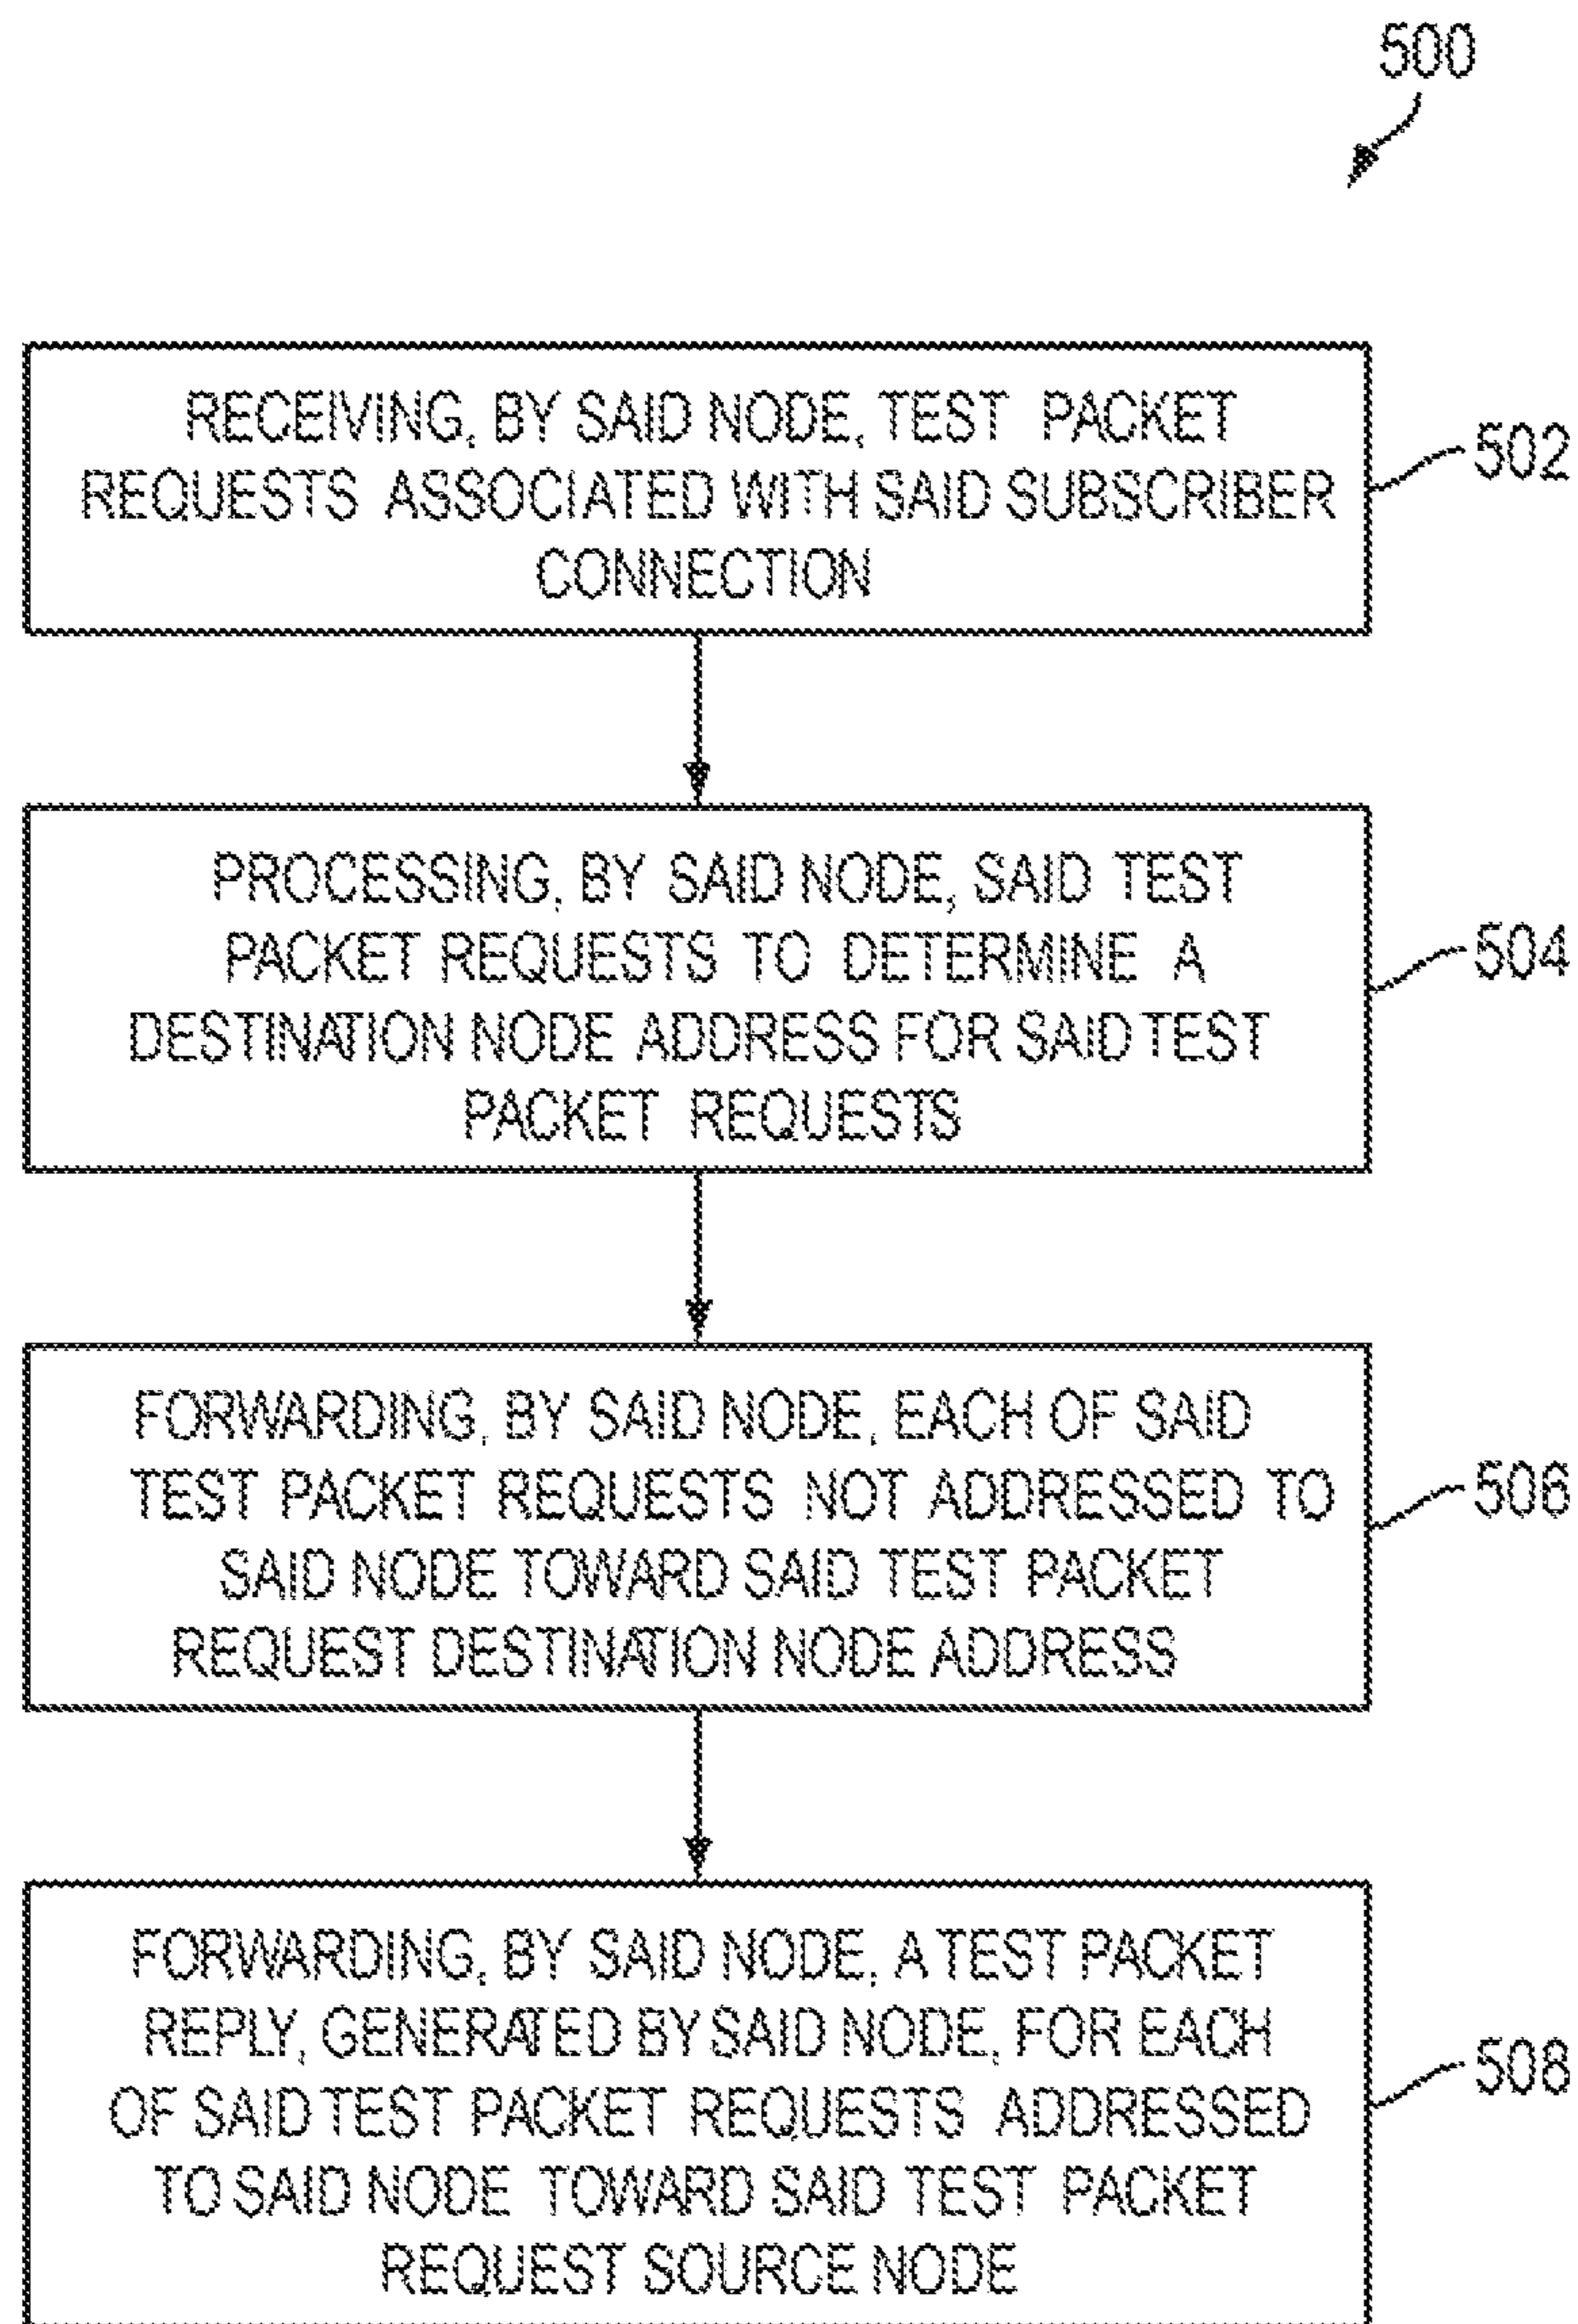 500
RECEIVING, BY SAID NODE, TEST PACKET
REQUESTS ASSOCIATED WITH SAID SUBSCRIBER
CONNECTION
502
PROCESSING, BY SAID NODE, SAID TEST
PACKET REQUESTS TO DETERMINE A
DESTINATION NODE ADDRESS FOR SAID TEST
PACKET REQUESTS
504
FORWARDING, BY SAID NODE, EACH OF SAID
TEST PACKET REQUESTS NOT ADDRESSED TO
SAID NODE TOWARD SAID TEST PACKET
REQUEST DESTINATION NODE ADDRESS
506
FORWARDING, BY SAID NODE, A TEST PACKET
REPLY, GENERATED BY SAID NODE, FOR EACH
OF SAID TEST PACKET REQUESTS ADDRESSED
TO SAID NODE TOWARD SAID TEST PACKET
REQUEST SOURCE NODE
508